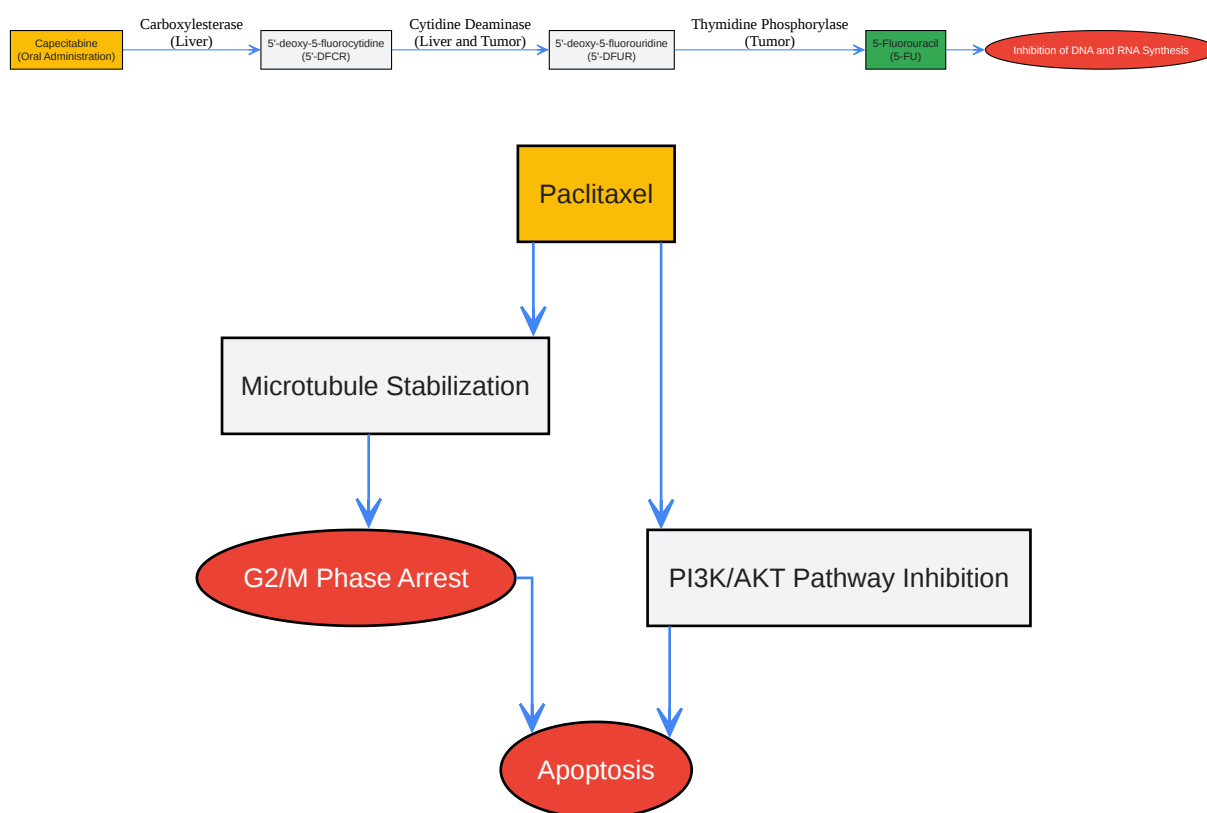 Capecitabine
(Oral Administration)
Carboxylesterase
(Liver)
5'-deoxy-5-fluorocytidine
(5'-DFCR)
Cytidine Deaminase
(Liver and Tumor)
5'-deoxy-5-fluorouridine
(5'-DFUR)
Thymidine Phosphorylase
(Tumor)
5-Fluorouracil
(5-FU)
Inhibition of DNA and RNA Synthesis
Paclitaxel
Microtubule Stabilization
G2/M Phase Arrest
PI3K/AKT Pathway Inhibition
Apoptosis